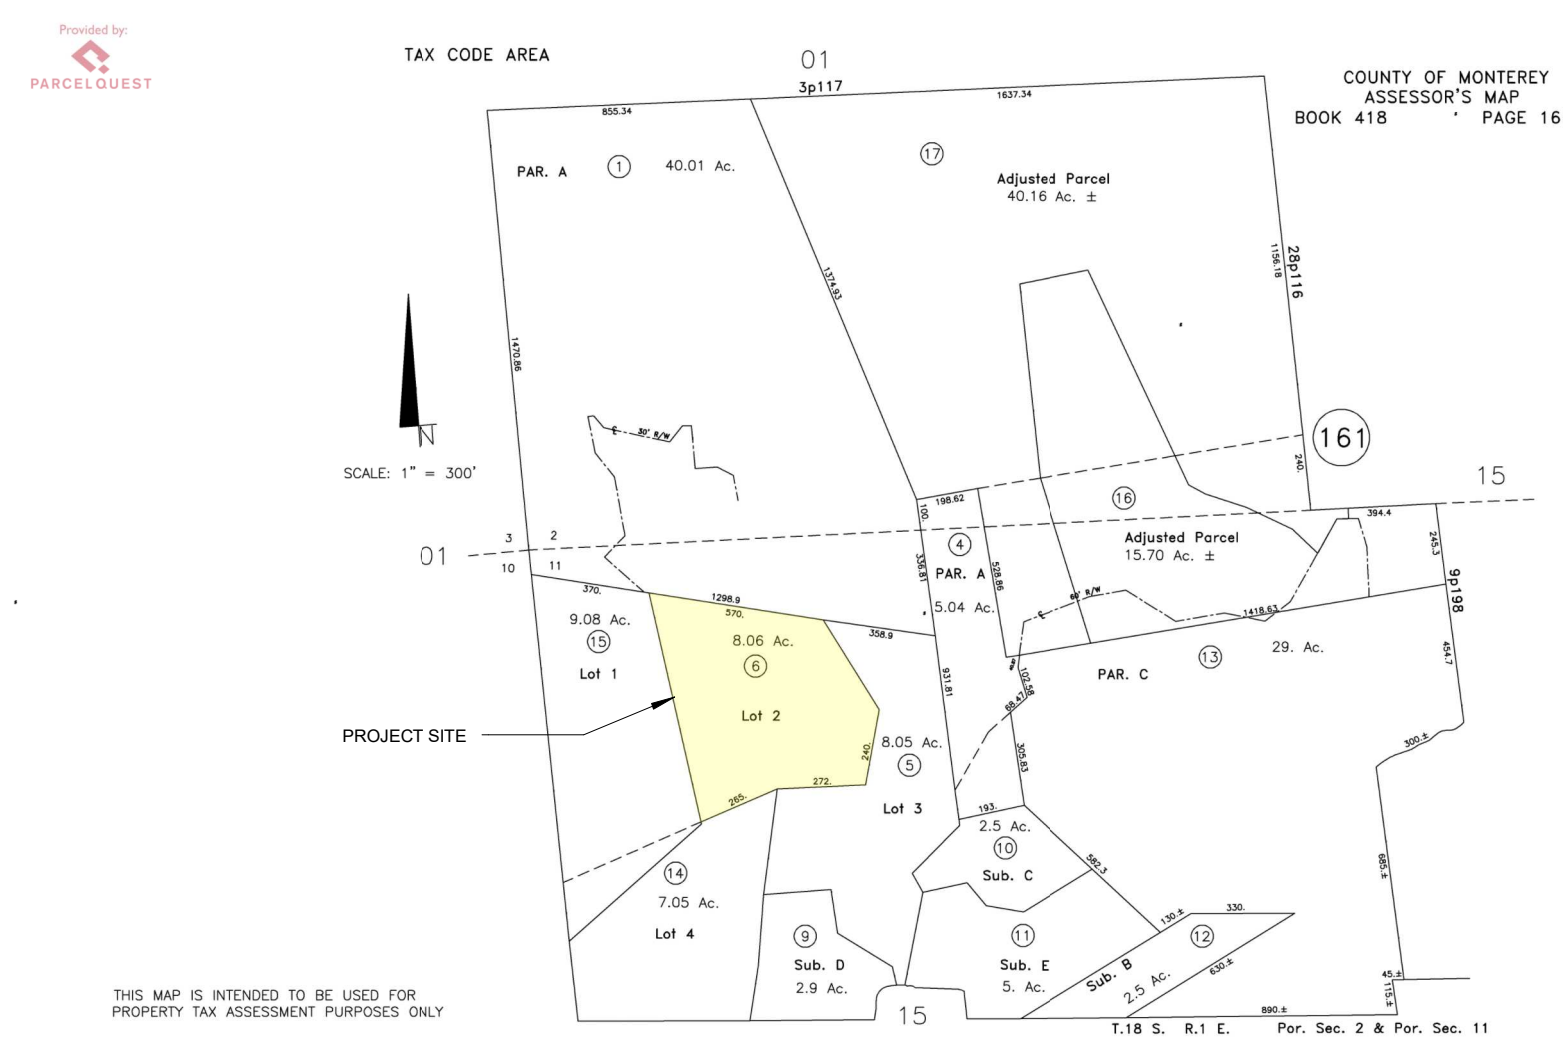 Provided by:
PARCELQUEST
TAX CODE AREA
01
3p117
COUNTY OF MONTEREY
ASSESSOR'S MAP
BOOK 418 PAGE 16
855.34
1637.34
PAR. A
1
40.01 Ac.
17
Adjusted Parcel
40.16 Ac. ±
1156.18
28p116
1374.93
1470.86
N
SCALE: 1" = 300'
℄
30' R/W
161
240.
15
198.62
100.
16
394.4
Adjusted Parcel
15.70 Ac. ±
245.3
3
2
01
10
11
4
336.81
PAR. A
528.86
5.04 Ac.
℄
60' R/W
1418.63
9p198
370.
1298.9
570.
358.9
9.08 Ac.
15
Lot 1
8.06 Ac.
6
Lot 2
13
29. Ac.
PAR. C
454.7
931.81
102.58
68.47
PROJECT SITE
240.
8.05 Ac.
5
305.83
300.±
272.
265.
Lot 3
193.
2.5 Ac.
10
Sub. C
582.3
685.±
14
7.05 Ac.
Lot 4
9
Sub. D
2.9 Ac.
11
Sub. E
5. Ac.
130.±
330.
12
Sub. B
2.5 Ac.
630.±
45.±
115.±
THIS MAP IS INTENDED TO BE USED FOR
PROPERTY TAX ASSESSMENT PURPOSES ONLY
15
890.±
T.18 S. R.1 E. Por. Sec. 2 & Por. Sec. 11